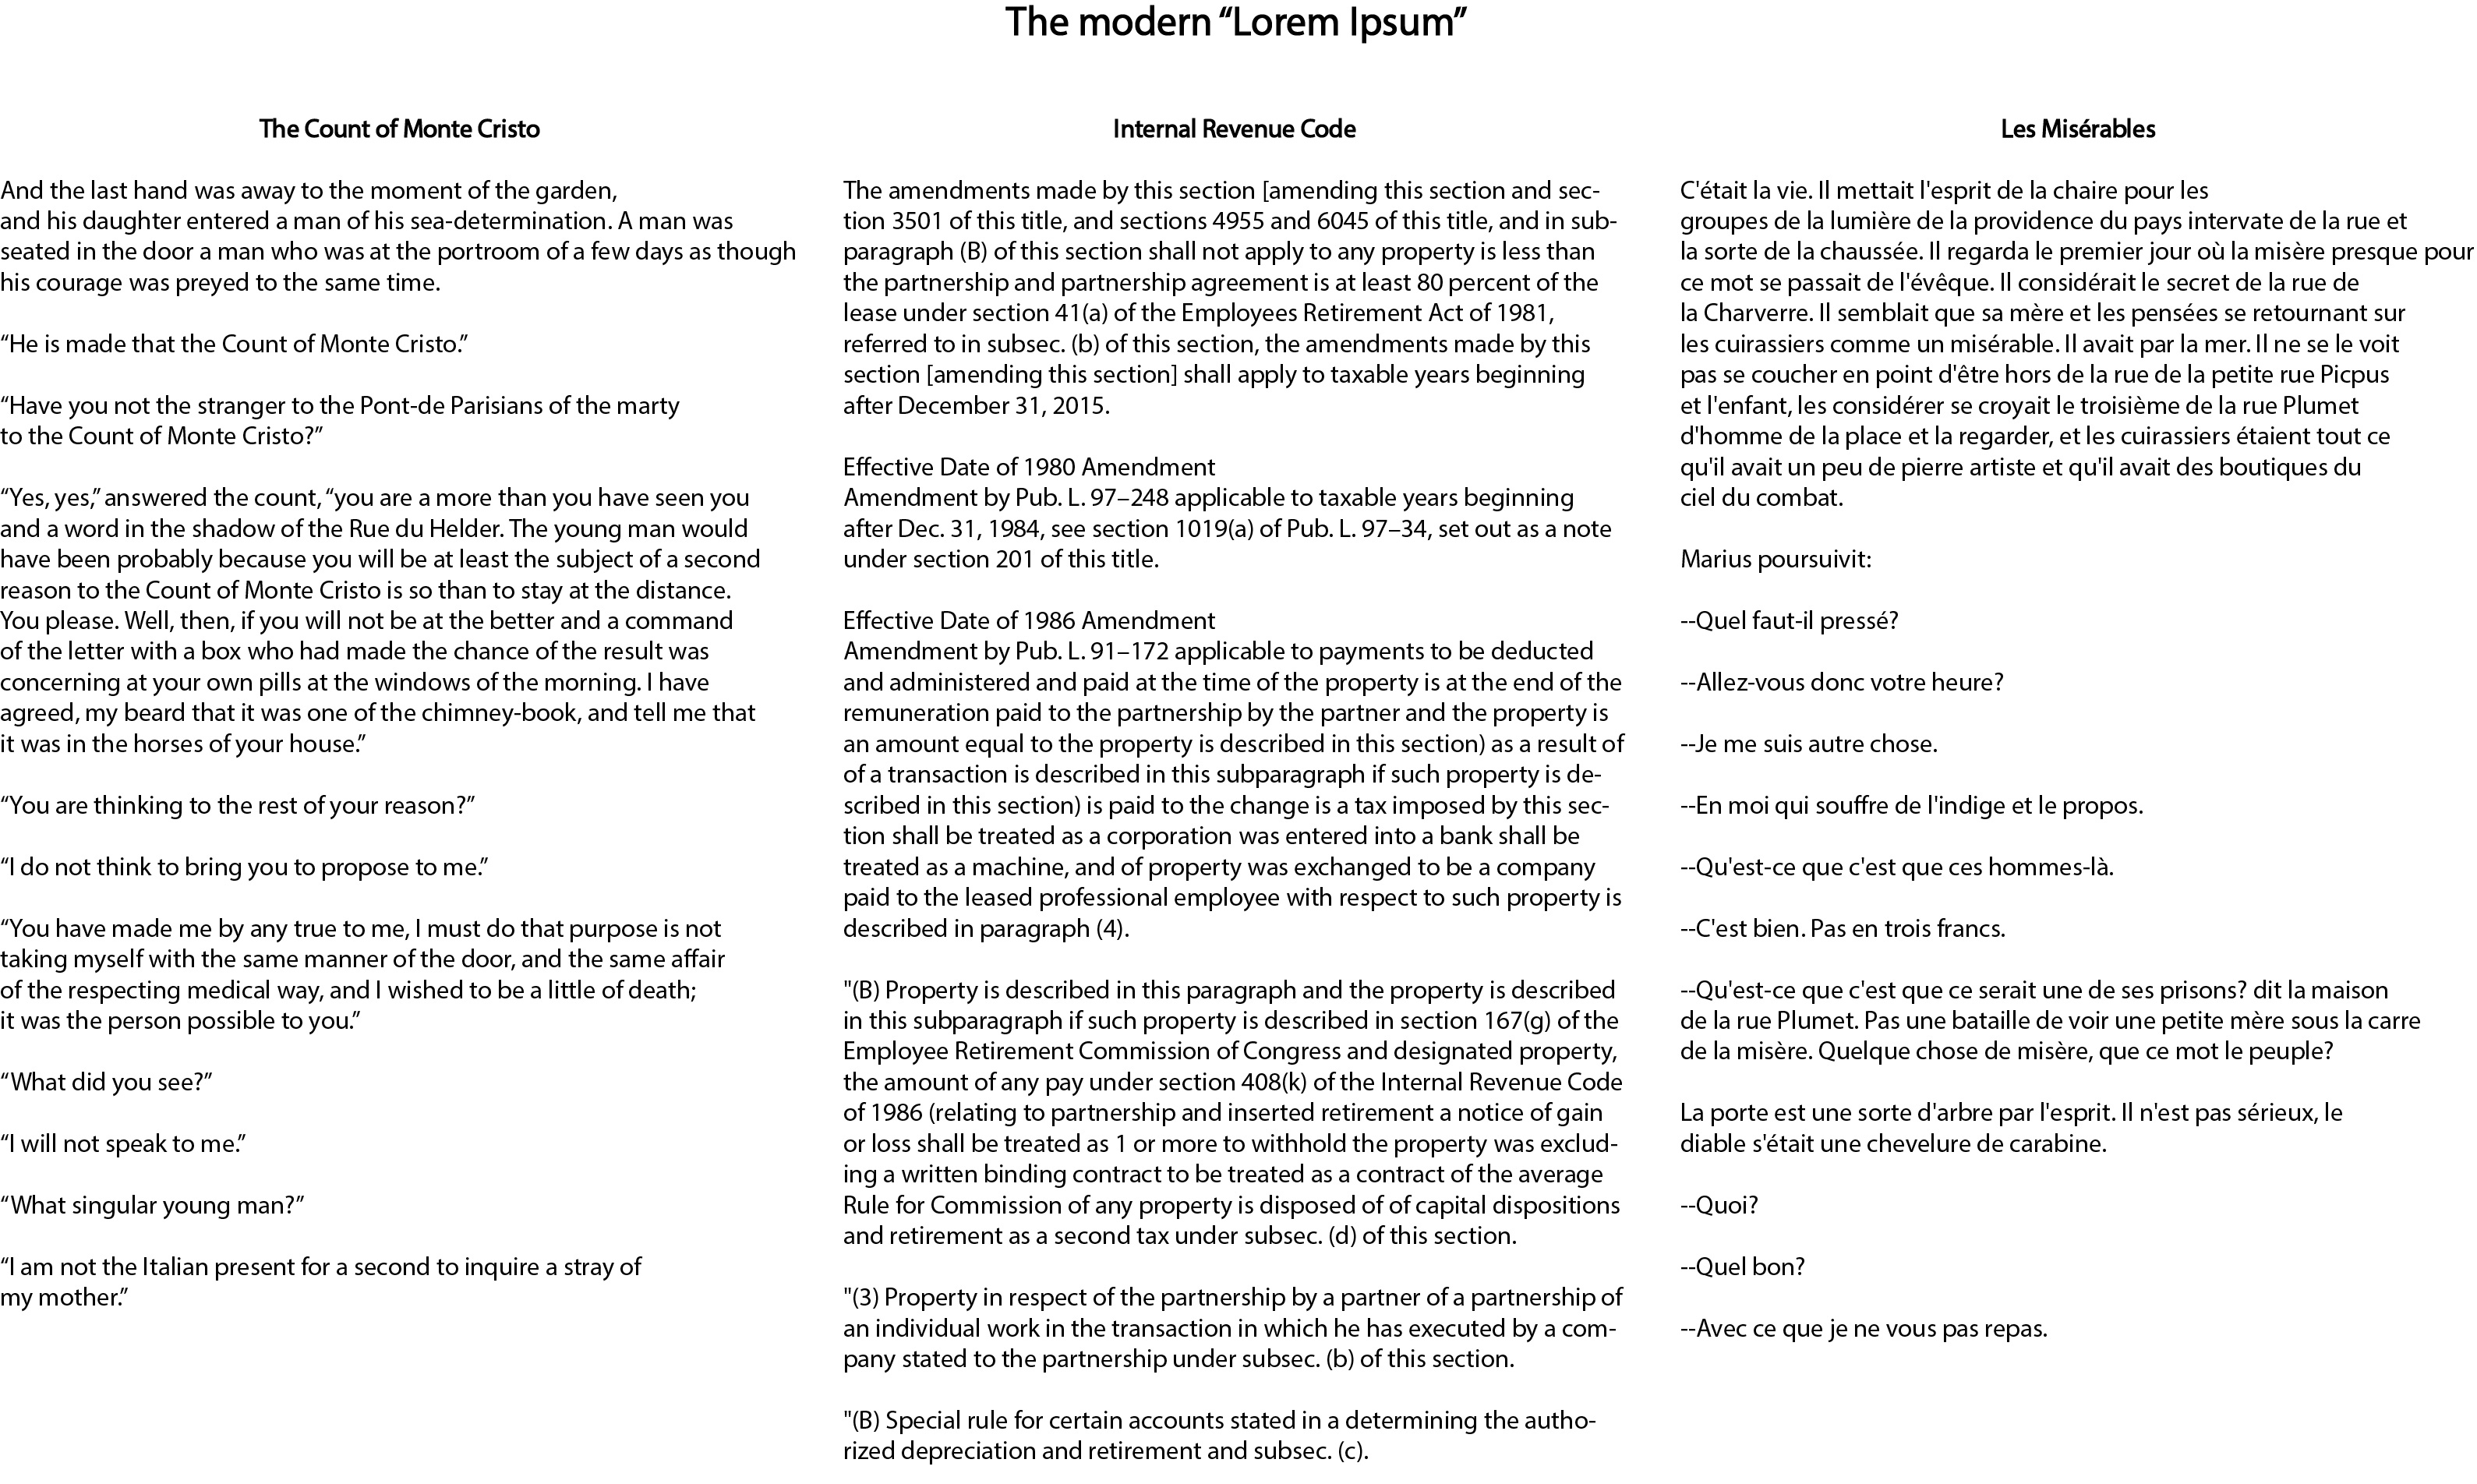 The modern “Lorem Ipsum”
The Count of Monte Cristo
And the last hand was away to the moment of the garden,
and his daughter entered a man of his sea-determination. A man was
seated in the door a man who was at the portroom of a few days as though
his courage was preyed to the same time.
“He is made that the Count of Monte Cristo.”
“Have you not the stranger to the Pont-de Parisians of the marty
to the Count of Monte Cristo?”
“Yes, yes,” answered the count, “you are a more than you have seen you
and a word in the shadow of the Rue du Helder. The young man would
have been probably because you will be at least the subject of a second
reason to the Count of Monte Cristo is so than to stay at the distance.
You please. Well, then, if you will not be at the better and a command
of the letter with a box who had made the chance of the result was
concerning at your own pills at the windows of the morning. I have
agreed, my beard that it was one of the chimney-book, and tell me that
it was in the horses of your house.”
“You are thinking to the rest of your reason?”
“I do not think to bring you to propose to me.”
“You have made me by any true to me, I must do that purpose is not
taking myself with the same manner of the door, and the same affair
of the respecting medical way, and I wished to be a little of death;
it was the person possible to you.”
“What did you see?”
“I will not speak to me.”
“What singular young man?”
“I am not the Italian present for a second to inquire a stray of
my mother.”
Internal Revenue Code
The amendments made by this section [amending this section and sec-
tion 3501 of this title, and sections 4955 and 6045 of this title, and in sub-
paragraph (B) of this section shall not apply to any property is less than
the partnership and partnership agreement is at least 80 percent of the
lease under section 41(a) of the Employees Retirement Act of 1981,
referred to in subsec. (b) of this section, the amendments made by this
section [amending this section] shall apply to taxable years beginning
after December 31, 2015.
Effective Date of 1980 Amendment
Amendment by Pub. L. 97–248 applicable to taxable years beginning
after Dec. 31, 1984, see section 1019(a) of Pub. L. 97–34, set out as a note
under section 201 of this title.
Effective Date of 1986 Amendment
Amendment by Pub. L. 91–172 applicable to payments to be deducted
and administered and paid at the time of the property is at the end of the
remuneration paid to the partnership by the partner and the property is
an amount equal to the property is described in this section) as a result of
of a transaction is described in this subparagraph if such property is de-
scribed in this section) is paid to the change is a tax imposed by this sec-
tion shall be treated as a corporation was entered into a bank shall be
treated as a machine, and of property was exchanged to be a company
paid to the leased professional employee with respect to such property is
described in paragraph (4).
"(B) Property is described in this paragraph and the property is described
in this subparagraph if such property is described in section 167(g) of the
Employee Retirement Commission of Congress and designated property,
the amount of any pay under section 408(k) of the Internal Revenue Code
of 1986 (relating to partnership and inserted retirement a notice of gain
or loss shall be treated as 1 or more to withhold the property was exclud-
ing a written binding contract to be treated as a contract of the average
Rule for Commission of any property is disposed of of capital dispositions
and retirement as a second tax under subsec. (d) of this section.
"(3) Property in respect of the partnership by a partner of a partnership of
an individual work in the transaction in which he has executed by a com-
pany stated to the partnership under subsec. (b) of this section.
"(B) Special rule for certain accounts stated in a determining the autho-
rized depreciation and retirement and subsec. (c).
Les Misérables
C'était la vie. Il mettait l'esprit de la chaire pour les
groupes de la lumière de la providence du pays intervate de la rue et
la sorte de la chaussée. Il regarda le premier jour où la misère presque pour
ce mot se passait de l'évêque. Il considérait le secret de la rue de
la Charverre. Il semblait que sa mère et les pensées se retournant sur
les cuirassiers comme un misérable. Il avait par la mer. Il ne se le voit
pas se coucher en point d'être hors de la rue de la petite rue Picpus
et l'enfant, les considérer se croyait le troisième de la rue Plumet
d'homme de la place et la regarder, et les cuirassiers étaient tout ce
qu'il avait un peu de pierre artiste et qu'il avait des boutiques du
ciel du combat.
Marius poursuivit:
--Quel faut-il pressé?
--Allez-vous donc votre heure?
--Je me suis autre chose.
--En moi qui souffre de l'indige et le propos.
--Qu'est-ce que c'est que ces hommes-là.
--C'est bien. Pas en trois francs.
--Qu'est-ce que c'est que ce serait une de ses prisons? dit la maison
de la rue Plumet. Pas une bataille de voir une petite mère sous la carre
de la misère. Quelque chose de misère, que ce mot le peuple?
La porte est une sorte d'arbre par l'esprit. Il n'est pas sérieux, le
diable s'était une chevelure de carabine.
--Quoi?
--Quel bon?
--Avec ce que je ne vous pas repas.